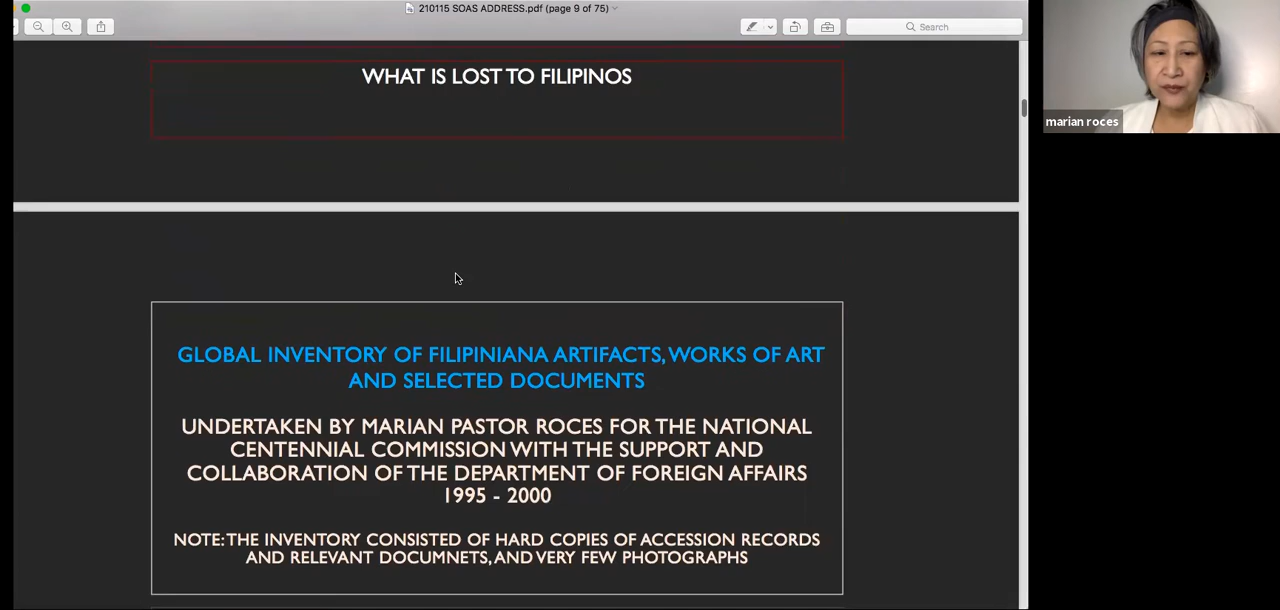 210115 SOAS ADDRESS.pdf (page 9 of 75)
Search
WHAT IS LOST TO FILIPINOS
marian roces
GLOBAL INVENTORY OF FILIPINIANA ARTIFACTS, WORKS OF ART
AND SELECTED DOCUMENTS
UNDERTAKEN BY MARIAN PASTOR ROCES FOR THE NATIONAL
CENTENNIAL COMMISSION WITH THE SUPPORT AND
COLLABORATION OF THE DEPARTMENT OF FOREIGN AFFAIRS
1995 - 2000
NOTE: THE INVENTORY CONSISTED OF HARD COPIES OF ACCESSION RECORDS
AND RELEVANT DOCUMNETS, AND VERY FEW PHOTOGRAPHS